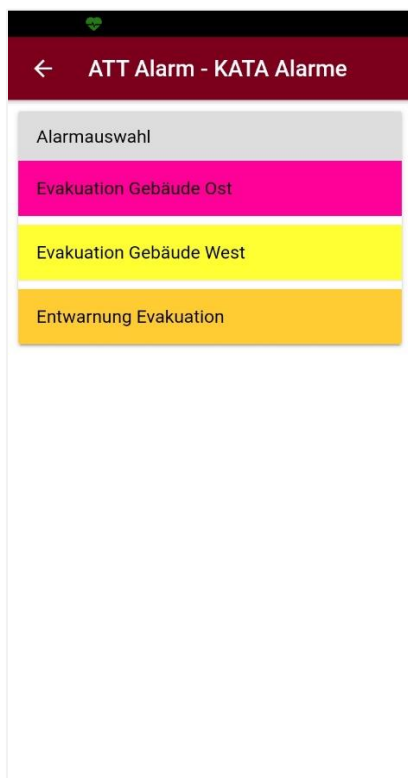 ATT Alarm - KATA Alarme
Alarmauswahl
Evakuation Gebäude Ost
Evakuation Gebäude West
Entwarnung Evakuation